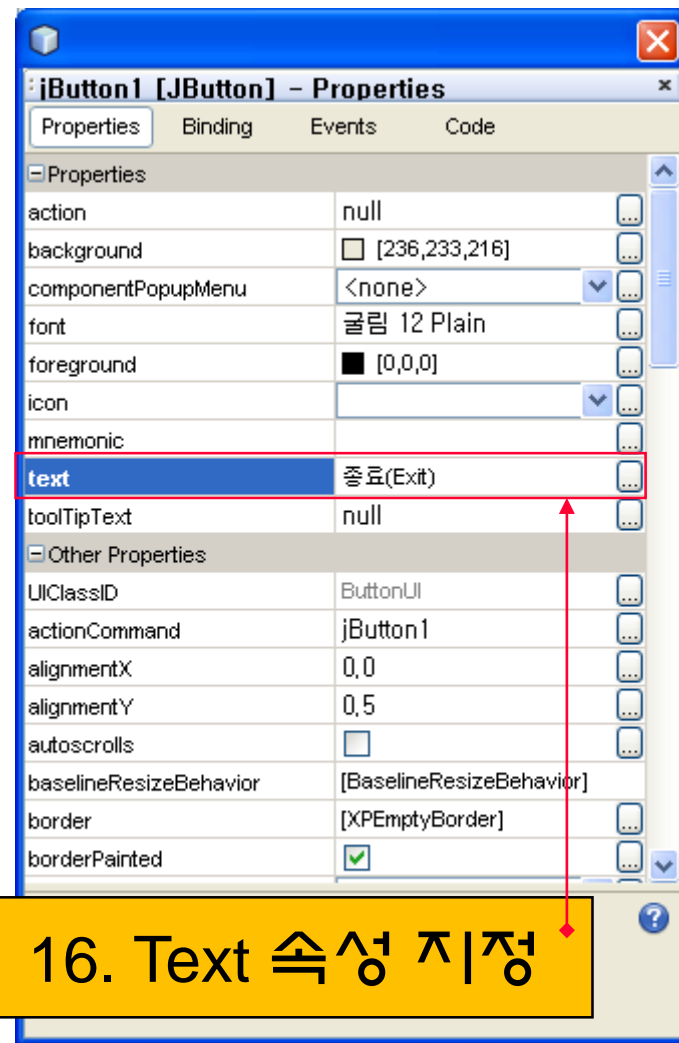 jButton1 [JButton] - Properties
Properties Binding Events Code
Properties
action null ...
background [236,233,216] ...
componentPopupMenu <none> ...
font 굴림 12 Plain ...
foreground [0,0,0] ...
icon ...
mnemonic ...
text 종료(Exit) ...
toolTipText null ...
Other Properties
UIClassID ButtonUI ...
actionCommand jButton1 ...
alignmentX 0,0 ...
alignmentY 0,5 ...
autoscrolls ...
baselineResizeBehavior [BaselineResizeBehavior]
border [XPEmptyBorder] ...
borderPainted ...
16. Text 속성 지정
?